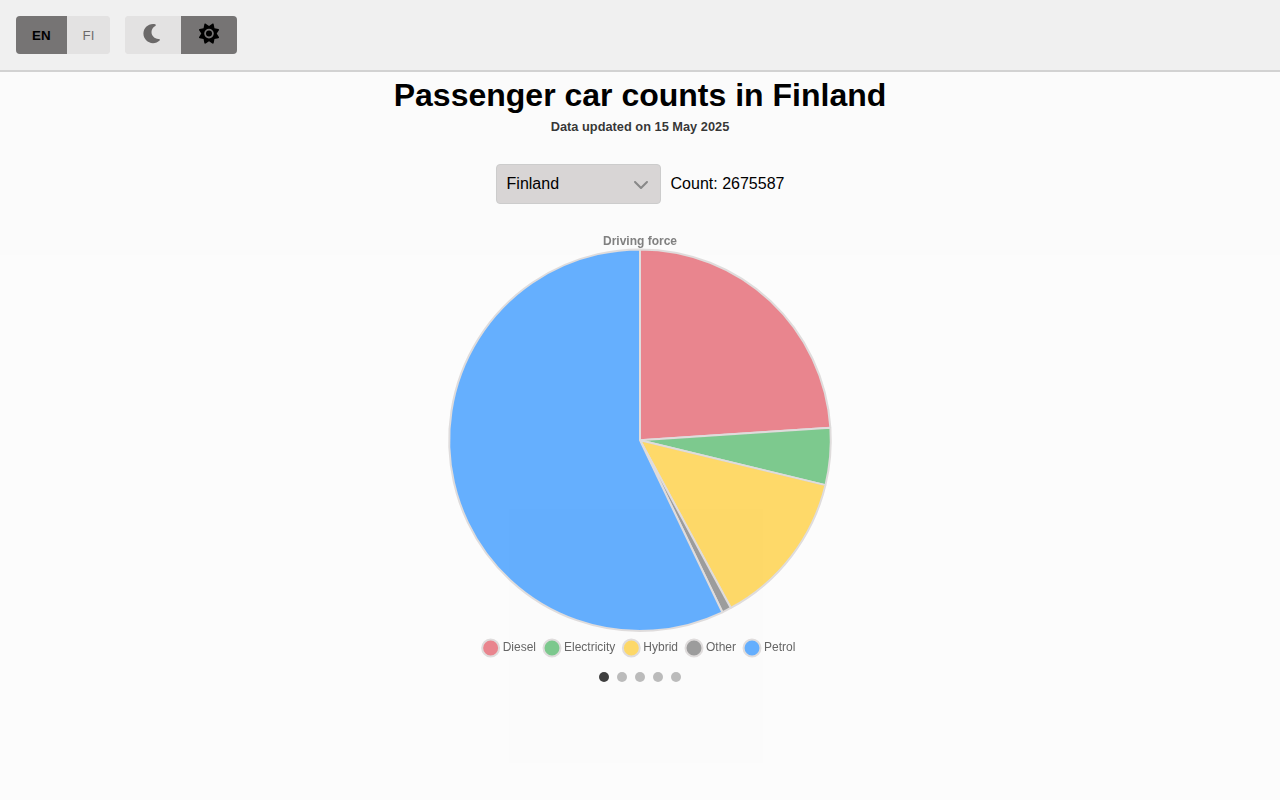 EN FI
Passenger car counts in Finland
Data updated on 15 May 2025
Finland Count: 2675587
Driving force
Diesel Electricity Hybrid Other Petrol